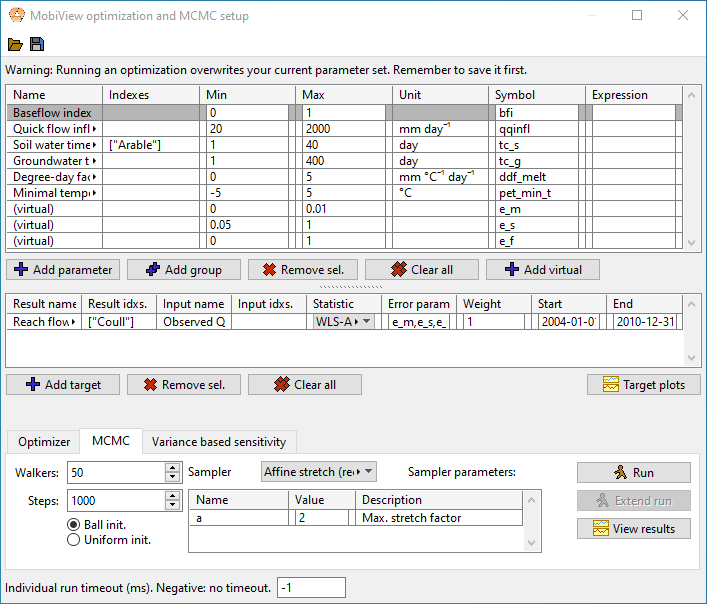 MobiView optimization and MCMC setup
Warning: Running an optimization overwrites your current parameter set. Remember to save it first.
Name Indexes Min Max Unit Symbol Expression
Baseflow index 0 1 bfi
Quick flow infl 20 2000 mm day⁻¹ qqinfl
Soil water time ["Arable"] 1 40 day tc_s
Groundwater t 1 400 day tc_g
Degree-day fac 0 5 mm °C⁻¹ day⁻¹ ddf_melt
Minimal tempe -5 5 °C pet_min_t
(virtual) 0 0.01 e_m
(virtual) 0.05 1 e_s
(virtual) 0 1 e_f
Add parameter Add group Remove sel. Clear all Add virtual
Result name Result idxs. Input name Input idxs. Statistic Error param Weight Start End
Reach flow ["Coull"] Observed Q WLS-A e_m,e_s,e_ 1 2004-01-01 2010-12-31
Add target Remove sel. Clear all Target plots
Optimizer MCMC Variance based sensitivity
Walkers: 50 Sampler Affine stretch (re Sampler parameters: Run
Steps: 1000 Name Value Description Extend run
a 2 Max. stretch factor
Ball init. View results
Uniform init.
Individual run timeout (ms). Negative: no timeout. -1